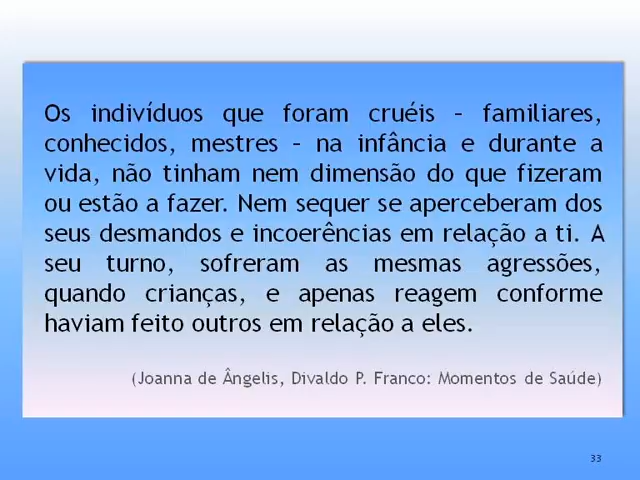 Os indivíduos que foram cruéis – familiares,
conhecidos, mestres – na infância e durante a
vida, não tinham nem dimensão do que fizeram
ou estão a fazer. Nem sequer se aperceberam dos
seus desmandos e incoerências em relação a ti. A
seu turno, sofreram as mesmas agressões,
quando crianças, e apenas reagem conforme
haviam feito outros em relação a eles.
(Joanna de Ângelis, Divaldo P. Franco: Momentos de Saúde)
33